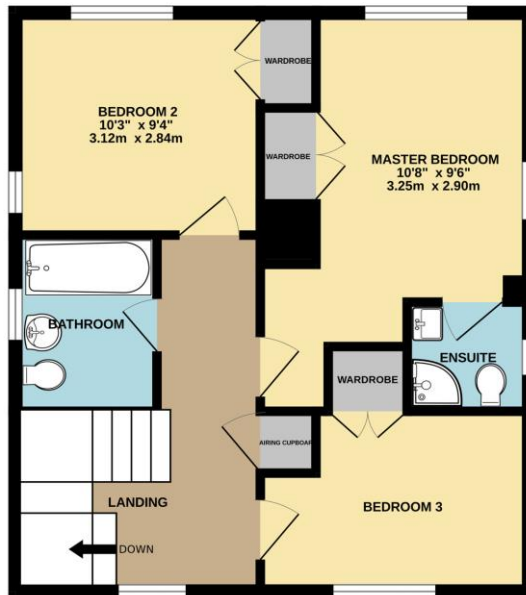 WARDROBE
BEDROOM 2
10'3" x 9'4"
3.12m x 2.84m
WARDROBE
MASTER BEDROOM
10'8" x 9'6"
3.25m x 2.90m
BATHROOM
ENSUITE
WARDROBE
AIRING CUPBOAR
LANDING
BEDROOM 3
DOWN